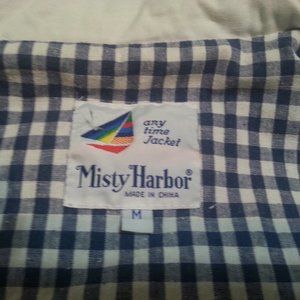 any
time
Jacket
Misty Harbor®
MADE IN CHINA
M